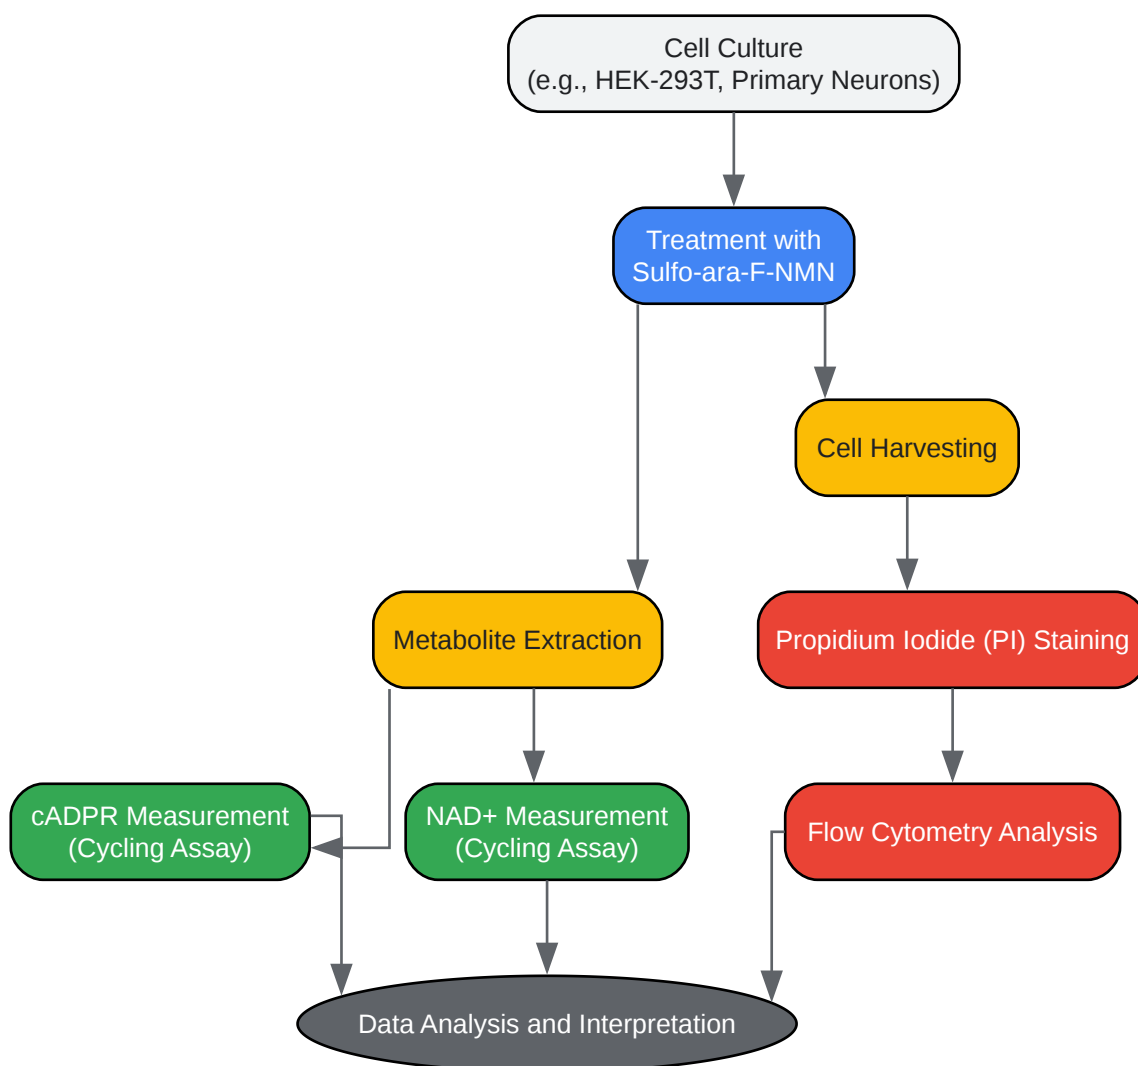 Cell Culture
(e.g., HEK-293T, Primary Neurons)
Treatment with
Sulfo-ara-F-NMN
Cell Harvesting
Metabolite Extraction
Propidium Iodide (PI) Staining
cADPR Measurement
(Cycling Assay)
NAD+ Measurement
(Cycling Assay)
Flow Cytometry Analysis
Data Analysis and Interpretation